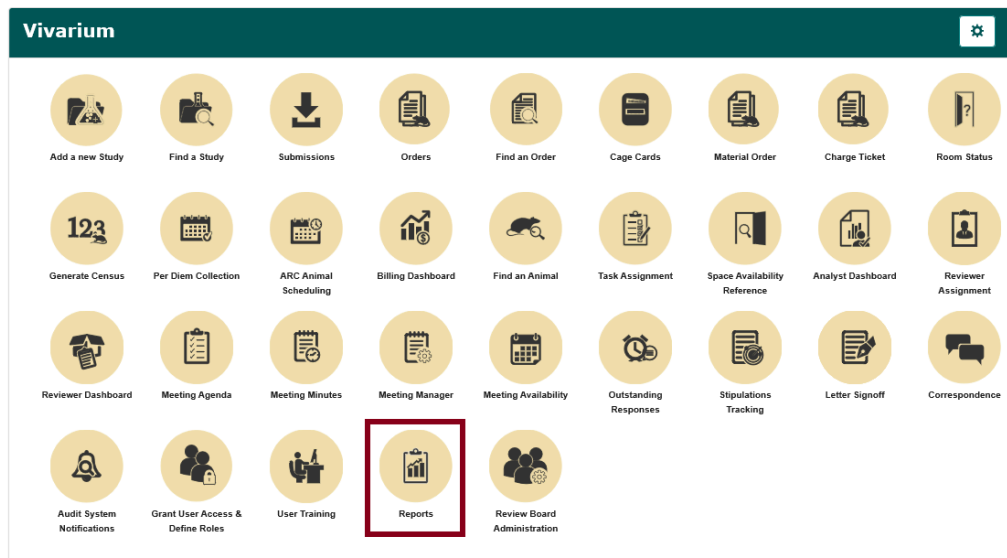 Vivarium
Add a new Study
Find a Study
Submissions
Orders
Find an Order
Cage Cards
Material Order
Charge Ticket
?
Room Status
123
Generate Census
Per Diem Collection
ARC Animal
Scheduling
$
Billing Dashboard
Find an Animal
Task Assignment
Space Availability
Reference
Analyst Dashboard
Reviewer
Assignment
Reviewer Dashboard
Meeting Agenda
Meeting Minutes
Meeting Manager
Meeting Availability
Outstanding
Responses
Stipulations
Tracking
Letter Signoff
Correspondence
Audit System
Notifications
Grant User Access &
Define Roles
User Training
Reports
Review Board
Administration